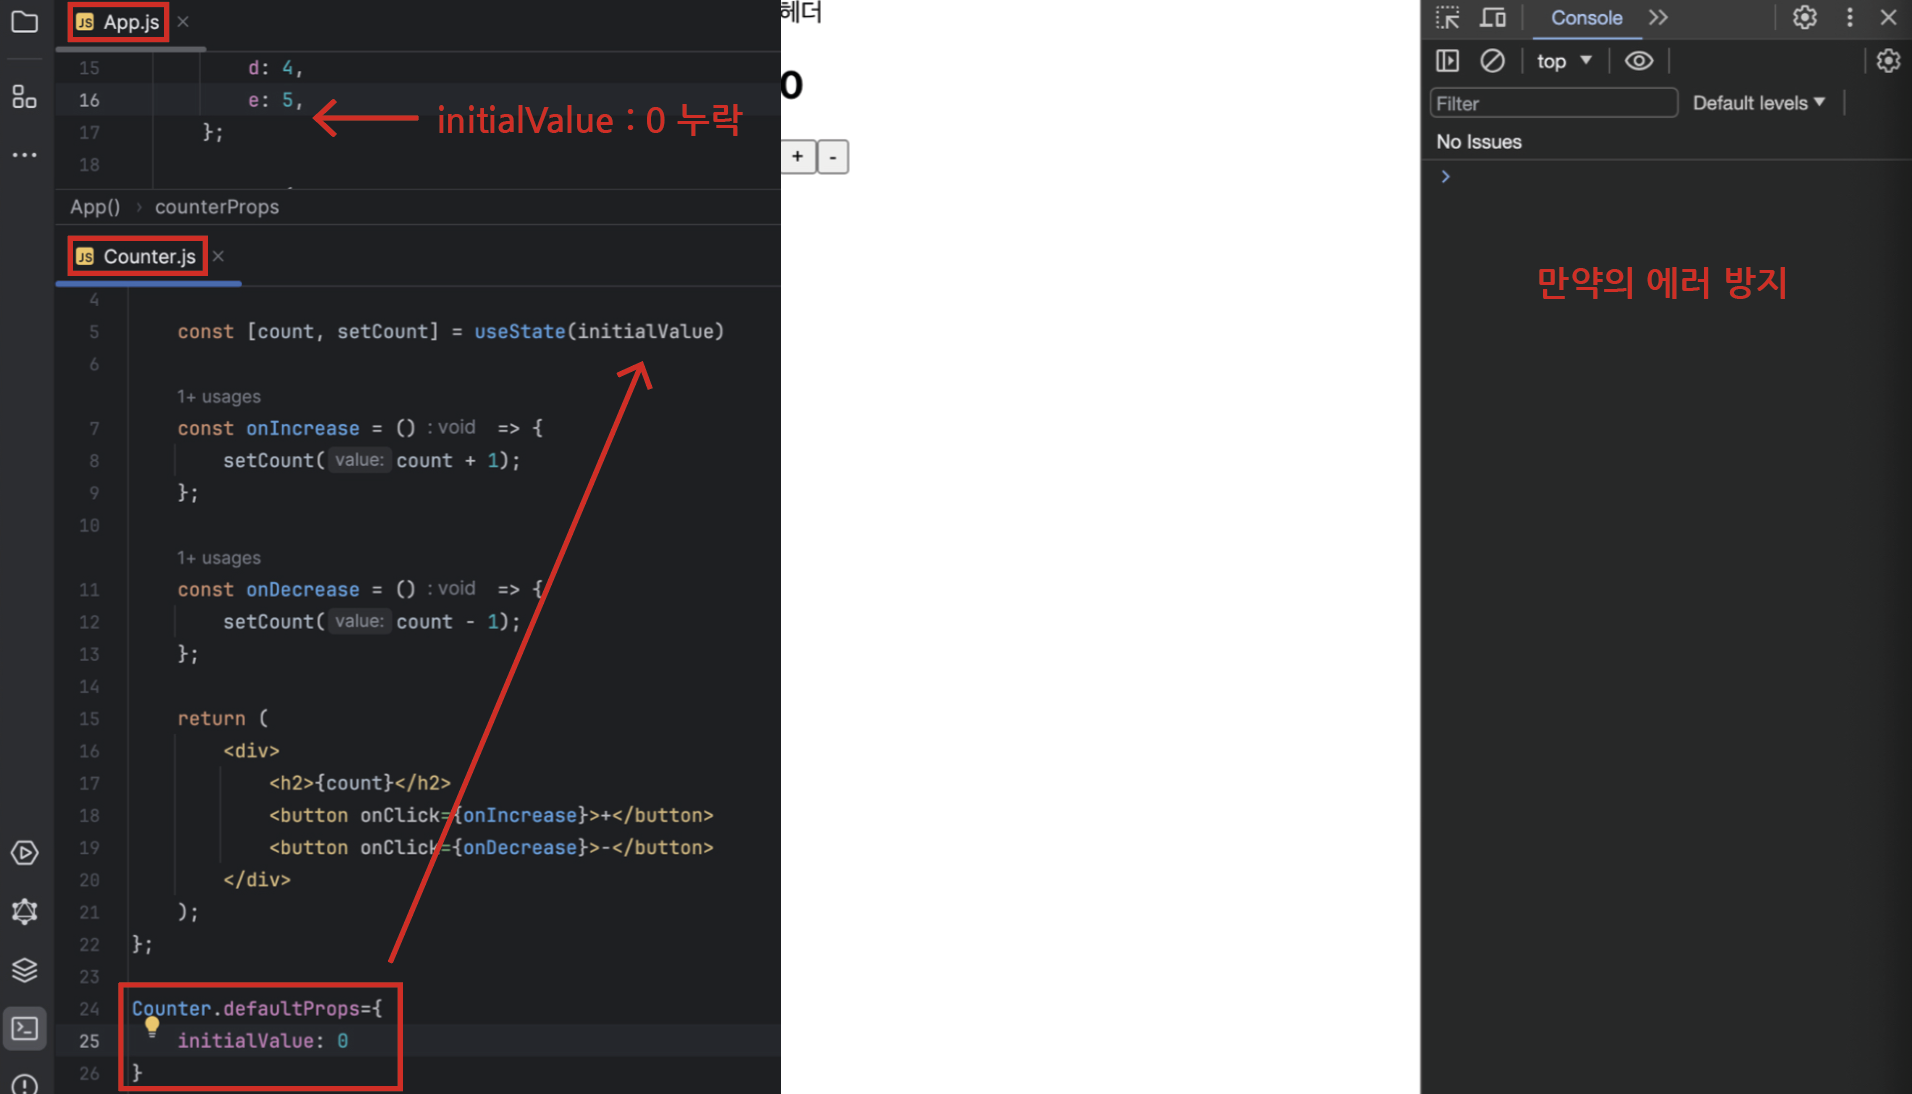 App.js
15 d: 4,
16 e: 5,
initialValue : 0 누락
17 };
18
App() › counterProps
Counter.js
4
5 const [count, setCount] = useState(initialValue)
6
1+ usages
7 const onIncrease = () : void => {
8 setCount( value: count + 1);
9 };
10
1+ usages
11 const onDecrease = () : void => {
12 setCount( value: count - 1);
13 };
14
15 return (
16 <div>
17 <h2>{count}</h2>
18 <button onClick={onIncrease}>+</button>
19 <button onClick={onDecrease}>-</button>
20 </div>
21 );
22 };
23
24 Counter.defaultProps={
25 initialValue: 0
26 }
헤더
0
+ -
Console
top
Filter Default levels
No Issues
만약의 에러 방지